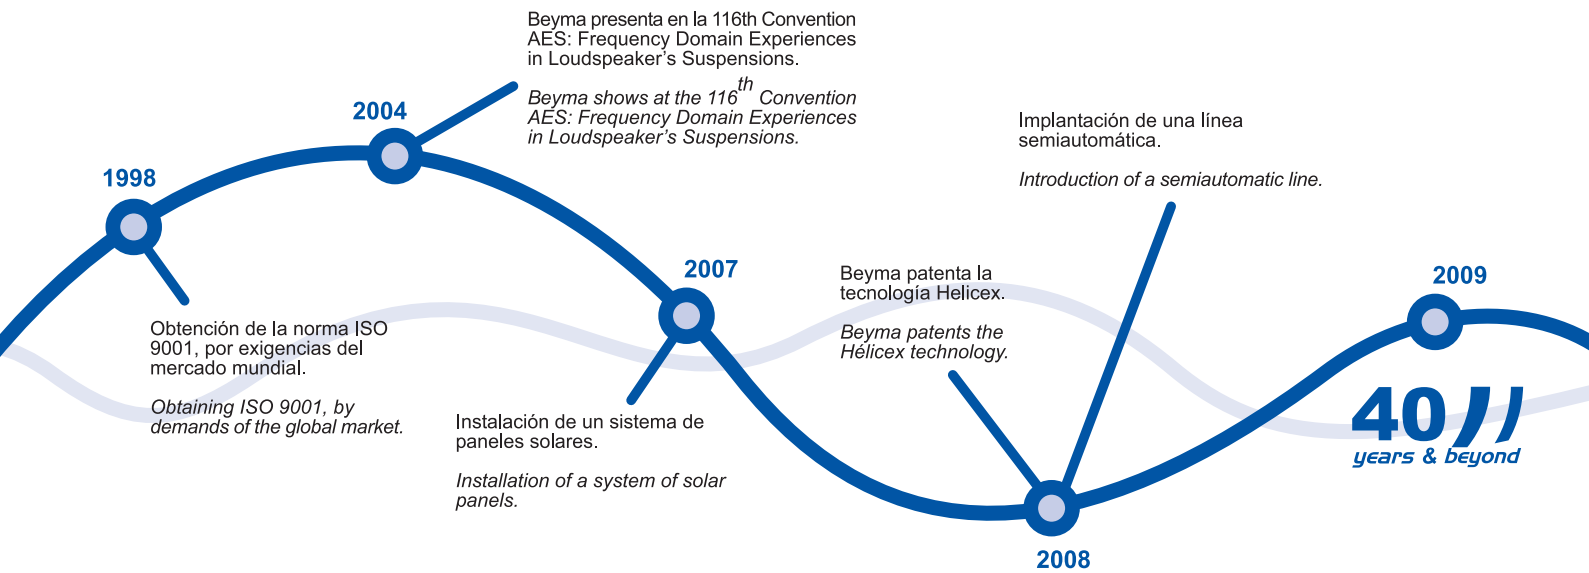 1998
Obtención de la norma ISO
9001, por exigencias del
mercado mundial.
Obtaining ISO 9001, by
demands of the global market.
2004
Beyma presenta en la 116th Convention
AES: Frequency Domain Experiences
in Loudspeaker’s Suspensions.
Beyma shows at the 116th Convention
AES: Frequency Domain Experiences
in Loudspeaker’s Suspensions.
2007
Instalación de un sistema de
paneles solares.
Installation of a system of solar
panels.
Beyma patenta la
tecnología Helicex.
Beyma patents the
Hélicex technology.
Implantación de una línea
semiautomática.
Introduction of a semiautomatic line.
2008
2009
40
years & beyond